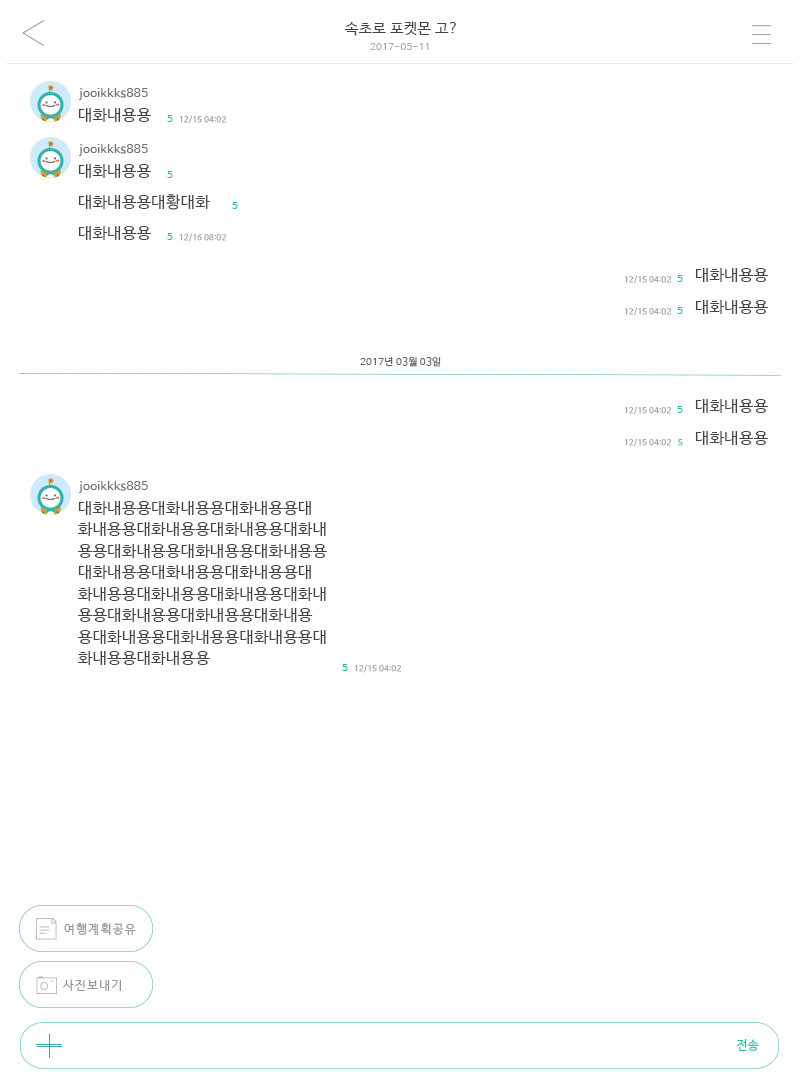 속초로 포켓몬 고?
2017-05-11
jooikkks885
대화내용용 5 12/15 04:02
jooikkks885
대화내용용 5
대화내용용대황대화 5
대화내용용 5 12/16 08:02
12/15 04:02 5 대화내용용
12/15 04:02 5 대화내용용
2017년 03월 03일
12/15 04:02 5 대화내용용
12/15 04:02 5 대화내용용
jooikkks885
대화내용용대화내용용대화내용용대
화내용용대화내용용대화내용용대화내
용용대화내용용대화내용용대화내용용
대화내용용대화내용용대화내용용대
화내용용대화내용용대화내용용대화내
용용대화내용용대화내용용대화내용
용대화내용용대화내용용대화내용용대
화내용용대화내용용
5 12/15 04:02
여행계획공유
사진보내기
전송